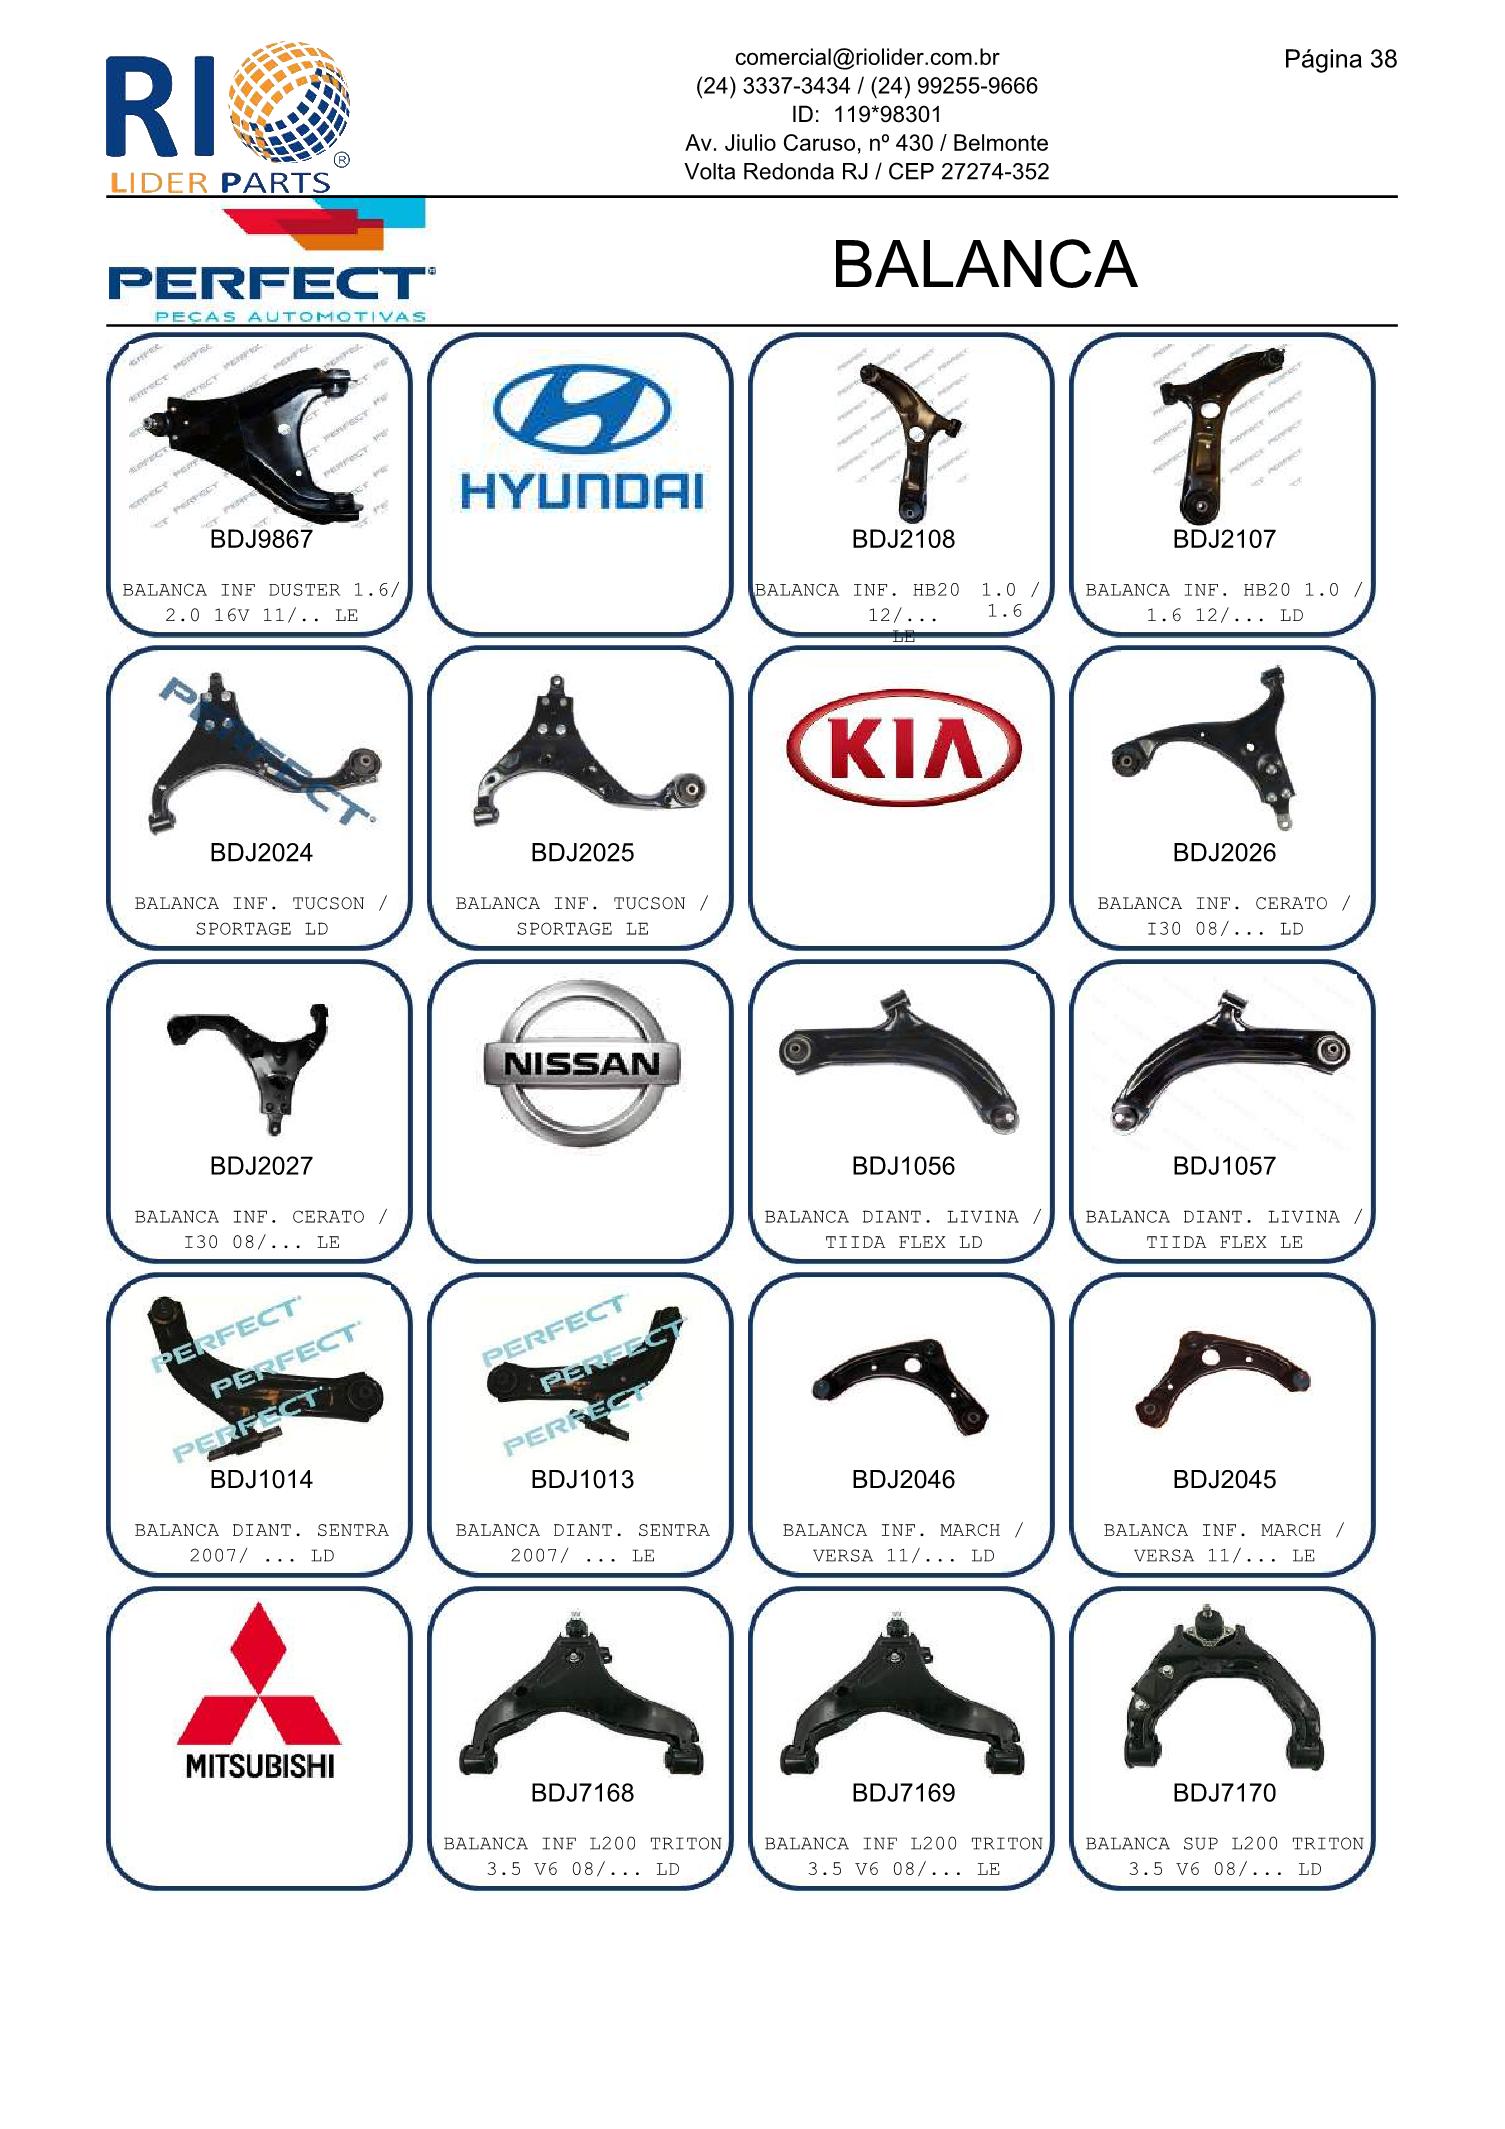 RIO
®
LIDER PARTS
comercial@riolider.com.br
(24) 3337-3434 / (24) 99255-9666
ID:  119*98301
Av. Jiulio Caruso, nº 430 / Belmonte
Volta Redonda RJ / CEP 27274-352
Página 38
PERFECT
PEÇAS AUTOMOTIVAS
BALANCA
BDJ9867
BALANCA INF DUSTER 1.6/
2.0 16V 11/.. LE
HYUNDAI
BDJ2108
BALANCA INF. HB20 1.0 /
12/... 1.6
LE
BDJ2107
BALANCA INF. HB20 1.0 /
1.6 12/... LD
PERFECT
BDJ2024
BALANCA INF. TUCSON /
SPORTAGE LD
BDJ2025
BALANCA INF. TUCSON /
SPORTAGE LE
KIA
BDJ2026
BALANCA INF. CERATO /
I30 08/... LD
BDJ2027
BALANCA INF. CERATO /
I30 08/... LE
NISSAN
BDJ1056
BALANCA DIANT. LIVINA /
TIIDA FLEX LD
BDJ1057
BALANCA DIANT. LIVINA /
TIIDA FLEX LE
PERFECT
PERFECT
PERFECT
BDJ1014
BALANCA DIANT. SENTRA
2007/ ... LD
PERFECT
PERFECT
PERFECT
BDJ1013
BALANCA DIANT. SENTRA
2007/ ... LE
BDJ2046
BALANCA INF. MARCH /
VERSA 11/... LD
BDJ2045
BALANCA INF. MARCH /
VERSA 11/... LE
MITSUBISHI
BDJ7168
BALANCA INF L200 TRITON
3.5 V6 08/... LD
BDJ7169
BALANCA INF L200 TRITON
3.5 V6 08/... LE
BDJ7170
BALANCA SUP L200 TRITON
3.5 V6 08/... LD